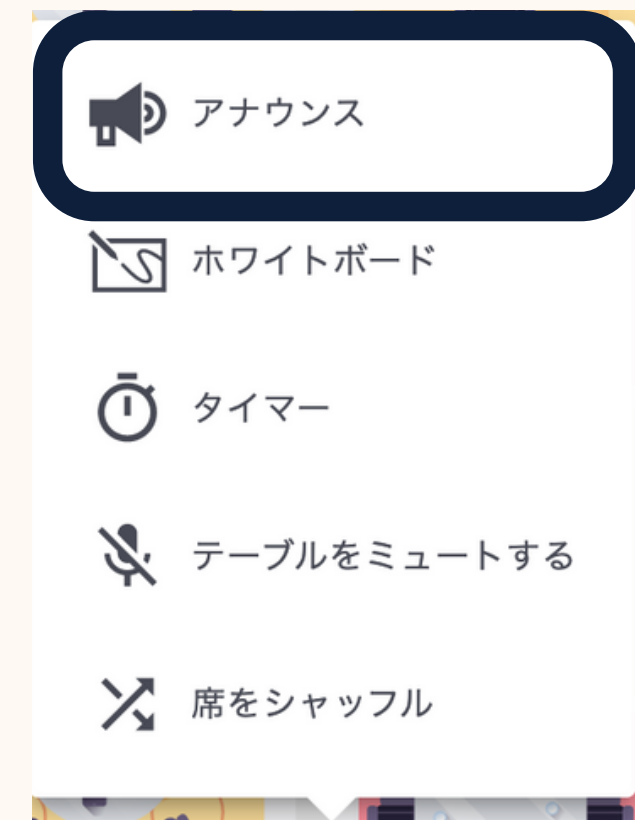 アナウンス
ホワイトボード
タイマー
テーブルをミュートする
席をシャッフル